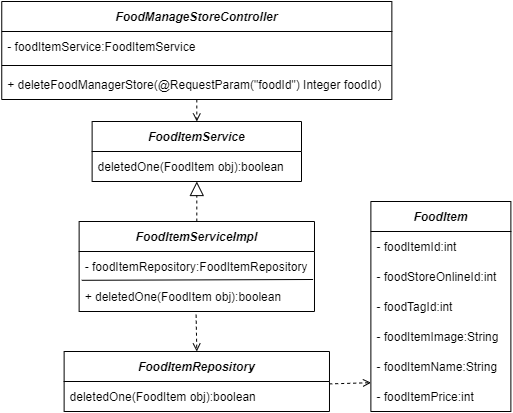 FoodManageStoreController
- foodItemService:FoodItemService
+ deleteFoodManagerStore(@RequestParam("foodId") Integer foodId)
FoodItemService
deletedOne(FoodItem obj):boolean
FoodItemServiceImpl
- foodItemRepository:FoodItemRepository
+ deletedOne(FoodItem obj):boolean
FoodItemRepository
deletedOne(FoodItem obj):boolean
FoodItem
- foodItemId:int
- foodStoreOnlineId:int
- foodTagId:int
- foodItemImage:String
- foodItemName:String
- foodItemPrice:int